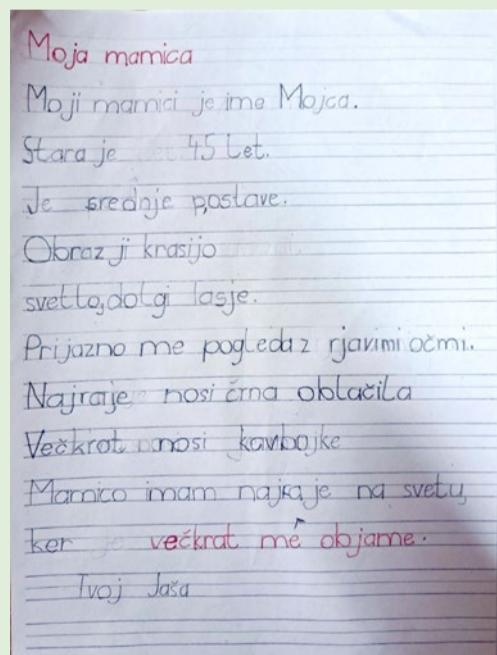 Moja mamica
Moji mamici je ime Mojca.
Stara je 45 Let.
Je srednje postave.
Obraz ji krasijo
svetlo, dolgi lasje.
Prijazno me pogleda z rjavimi očmi.
Najraje nosi črna oblačila
Večkrat nosi kavbojke
Mamico imam najraje na svetu,
ker večkrat me objame.
Tvoj Jaša